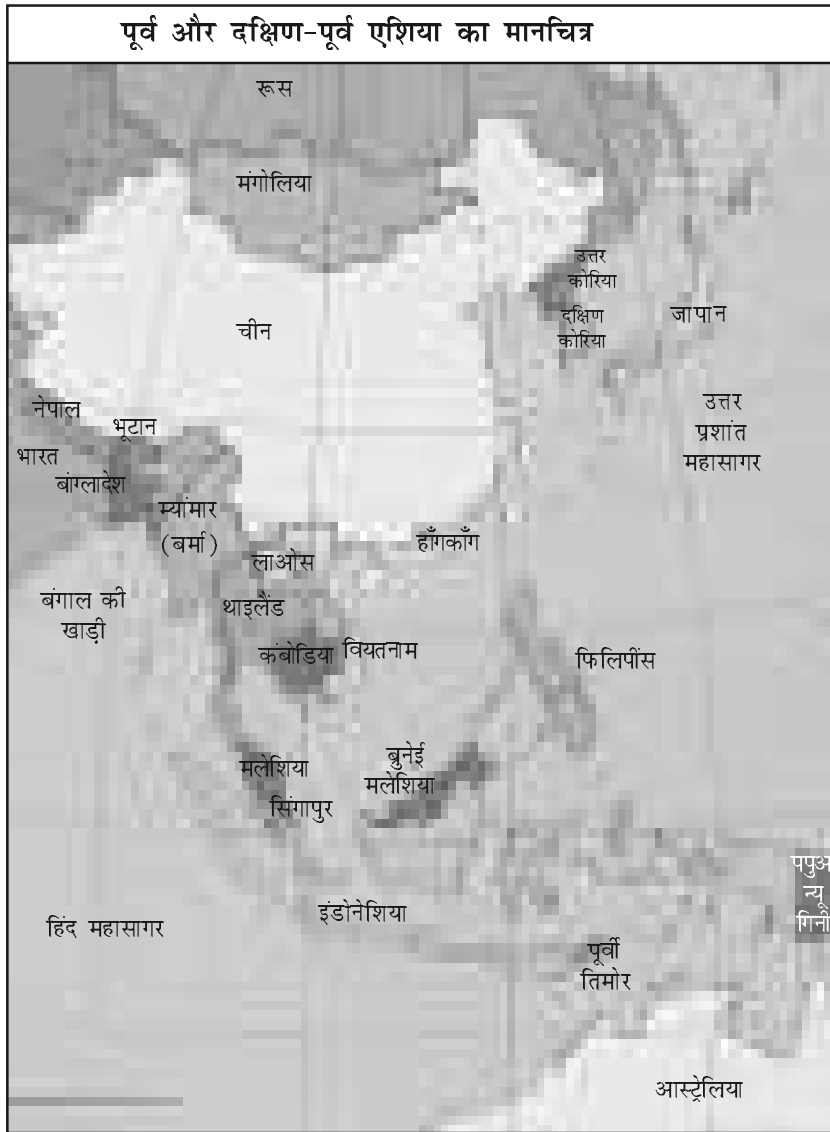 पूर्व और दक्षिण-पूर्व एशिया का मानचित्र
रूस
मंगोलिया
उत्तर
कोरिया
दक्षिण
कोरिया
जापान
चीन
नेपाल
भूटान
उत्तर
प्रशांत
महासागर
भारत
बांग्लादेश
म्यांमार
(बर्मा)
हाँगकाँग
लाओस
बंगाल की
खाड़ी
थाइलैंड
कंबोडिया
वियतनाम
फिलिपींस
मलेशिया
सिंगापुर
ब्रुनेई
मलेशिया
पपुअ
न्यू
गिनी
इंडोनेशिया
हिंद महासागर
पूर्वी
तिमोर
आस्ट्रेलिया